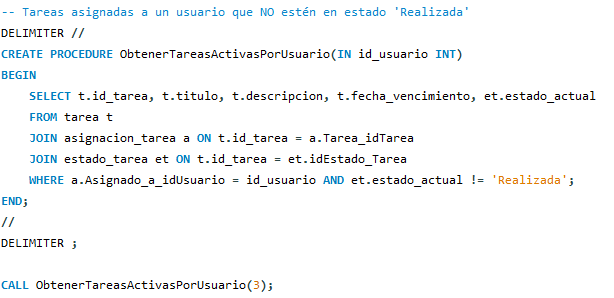 -- Tareas asignadas a un usuario que NO estén en estado 'Realizada'
DELIMITER //
CREATE PROCEDURE ObtenerTareasActivasPorUsuario(IN id_usuario INT)
BEGIN
    SELECT t.id_tarea, t.titulo, t.descripcion, t.fecha_vencimiento, et.estado_actual
    FROM tarea t
    JOIN asignacion_tarea a ON t.id_tarea = a.Tarea_idTarea
    JOIN estado_tarea et ON t.id_tarea = et.idEstado_Tarea
    WHERE a.Asignado_a_idUsuario = id_usuario AND et.estado_actual != 'Realizada';
END;
//
DELIMITER ;
CALL ObtenerTareasActivasPorUsuario(3);